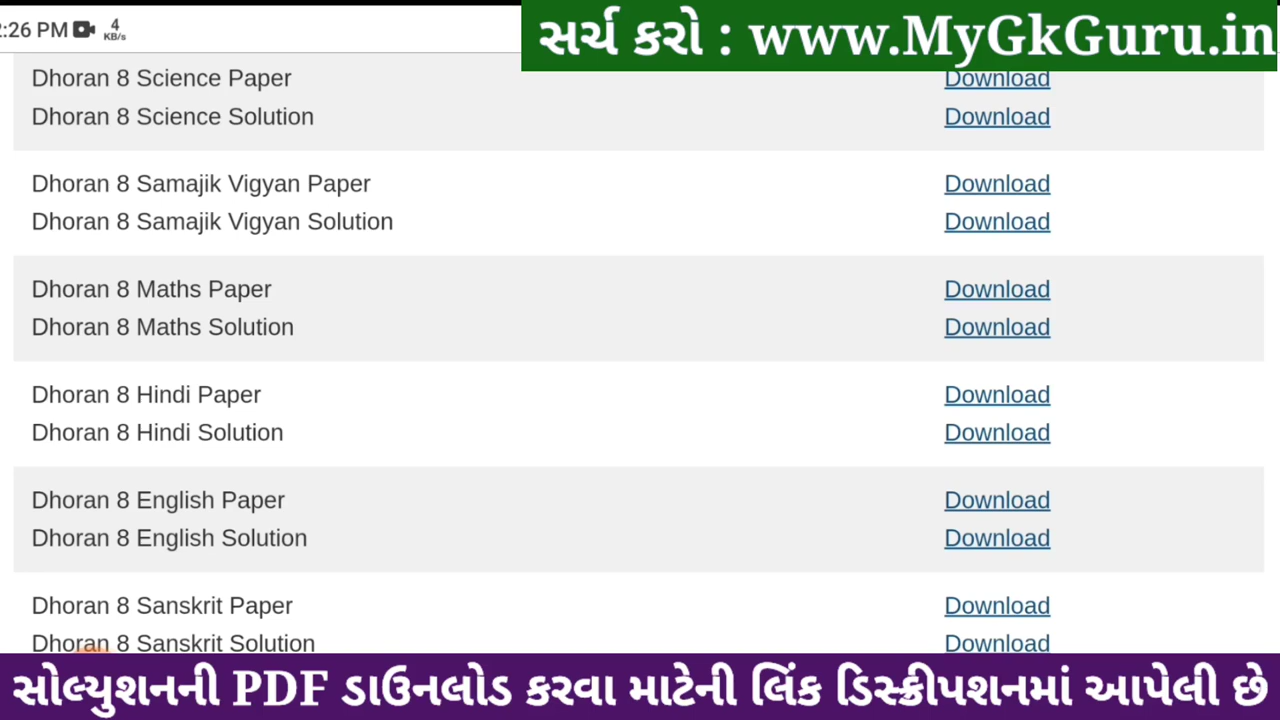 :26 PM 4 KB/s
સર્ચ કરો : www.MyGkGuru.in
Dhoran 8 Science Paper Download
Dhoran 8 Science Solution Download
Dhoran 8 Samajik Vigyan Paper Download
Dhoran 8 Samajik Vigyan Solution Download
Dhoran 8 Maths Paper Download
Dhoran 8 Maths Solution Download
Dhoran 8 Hindi Paper Download
Dhoran 8 Hindi Solution Download
Dhoran 8 English Paper Download
Dhoran 8 English Solution Download
Dhoran 8 Sanskrit Paper Download
Dhoran 8 Sanskrit Solution Download
સોલ્યુશનની PDF ડાઉનલોડ કરવા માટેની લિંક ડિસ્ક્રીપશનમાં આપેલી છે